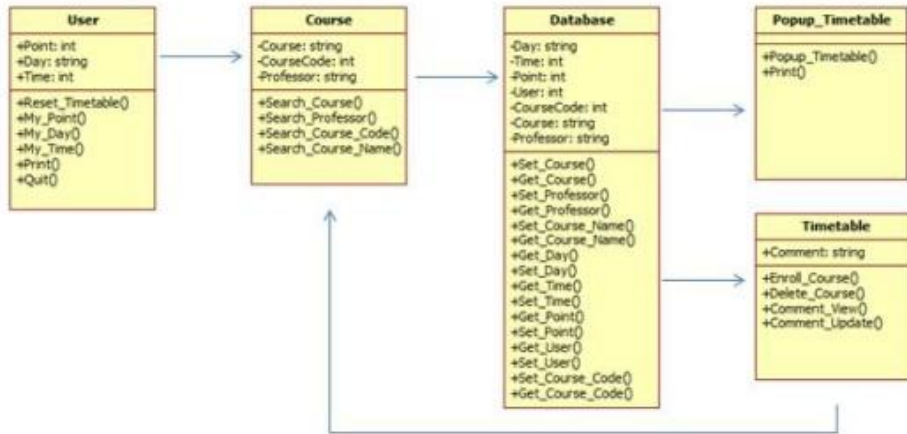 User
+Point: int
+Day: string
+Time: int
+Reset_Timetable()
+My_Point()
+My_Day()
+My_Time()
+Print()
+Quit()
Course
-Course: string
-CourseCode: int
-Professor: string
+Search_Course()
+Search_Professor()
+Search_Course_Code()
+Search_Course_Name()
Database
-Day: string
-Time: int
-Point: int
-User: int
-CourseCode: int
-Course: string
-Professor: string
+Set_Course()
+Get_Course()
+Set_Professor()
+Get_Professor()
+Set_Course_Name()
+Get_Course_Name()
+Get_Day()
+Set_Day()
+Get_Time()
+Set_Time()
+Get_Point()
+Set_Point()
+Get_User()
+Set_User()
+Set_Course_Code()
+Get_Course_Code()
Popup_Timetable
+Popup_Timetable()
+Print()
Timetable
+Comment: string
+Enroll_Course()
+Delete_Course()
+Comment_View()
+Comment_Update()